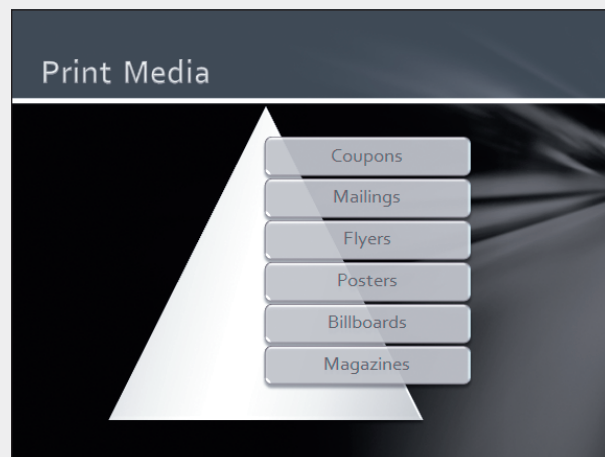 Print Media
Coupons
Mailings
Flyers
Posters
Billboards
Magazines